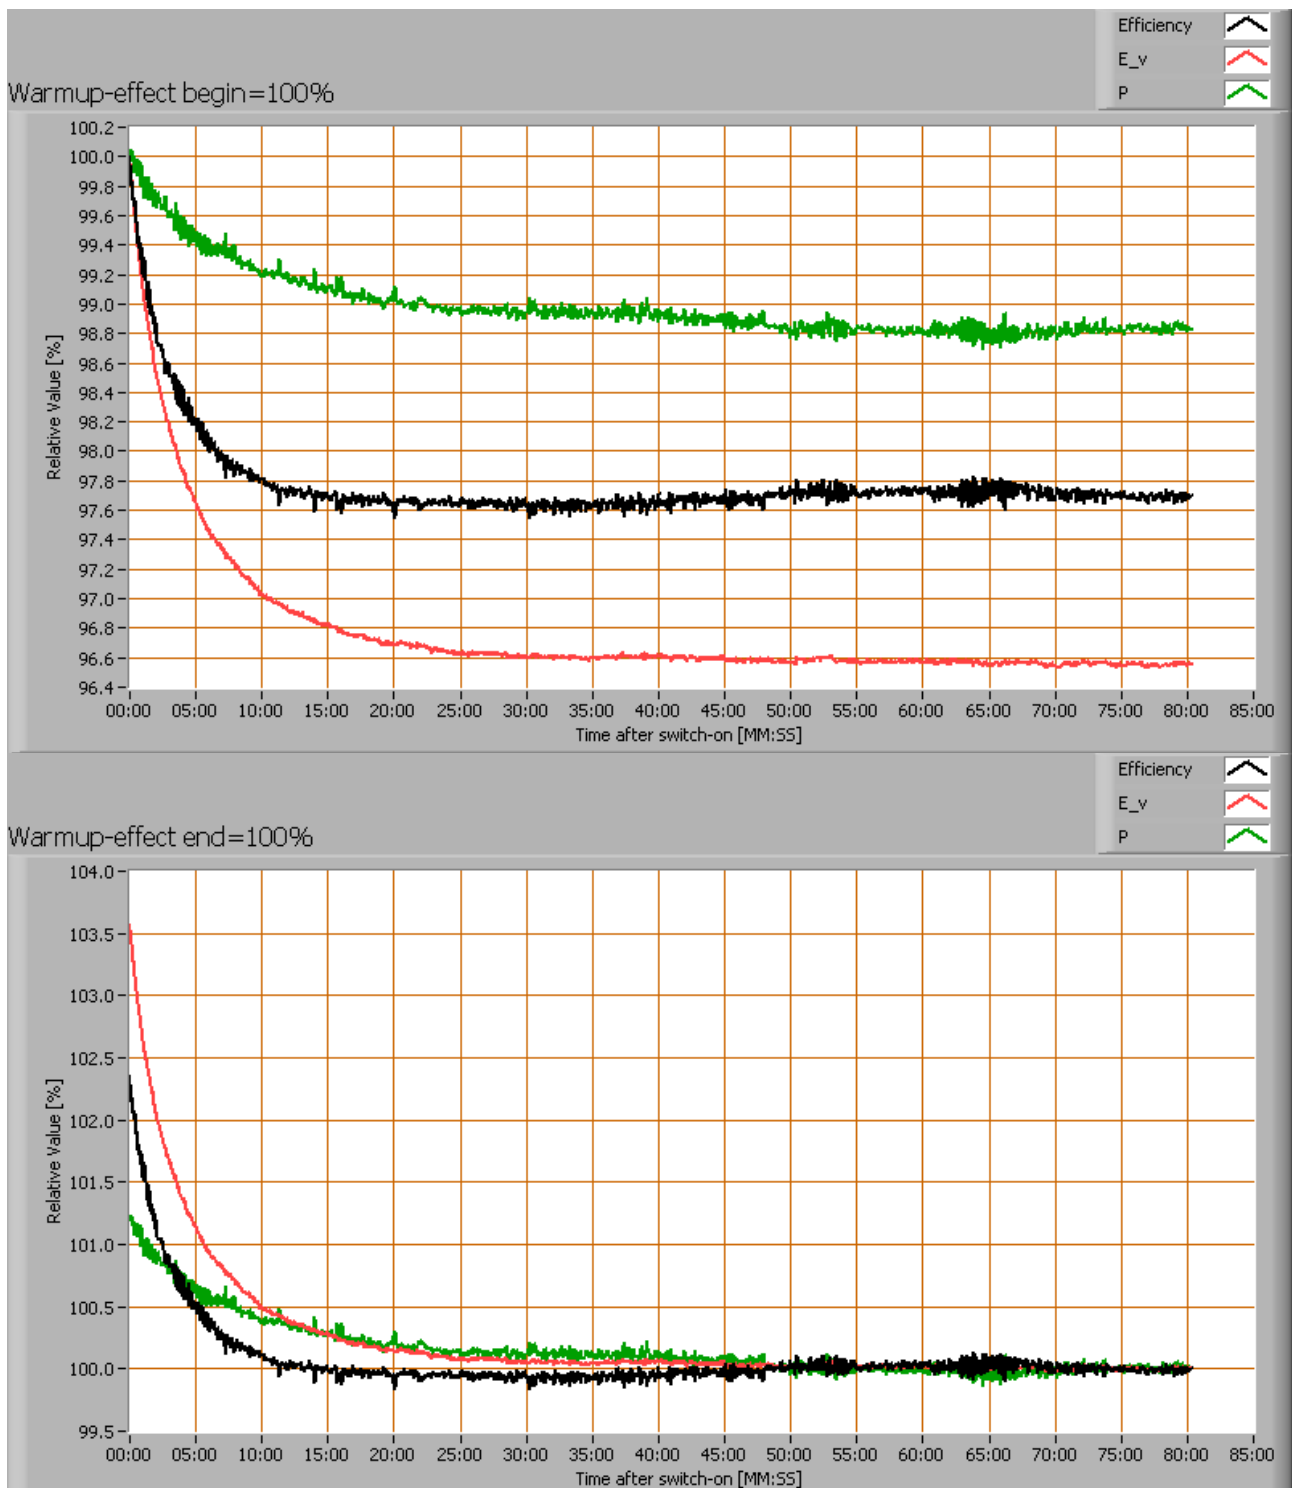 Efficiency
E_v
P
Warmup-effect begin=100%
100.2
100.0
99.8
99.6
99.4
99.2
99.0
98.8
98.6
98.4
98.2
98.0
97.8
97.6
97.4
97.2
97.0
96.8
96.6
96.4
Relative Value [%]
00:00 05:00 10:00 15:00 20:00 25:00 30:00 35:00 40:00 45:00 50:00 55:00 60:00 65:00 70:00 75:00 80:00 85:00
Time after switch-on [MM:SS]
Efficiency
E_v
P
Warmup-effect end=100%
104.0
103.5
103.0
102.5
102.0
101.5
101.0
100.5
100.0
99.5
Relative Value [%]
00:00 05:00 10:00 15:00 20:00 25:00 30:00 35:00 40:00 45:00 50:00 55:00 60:00 65:00 70:00 75:00 80:00 85:00
Time after switch-on [MM:SS]